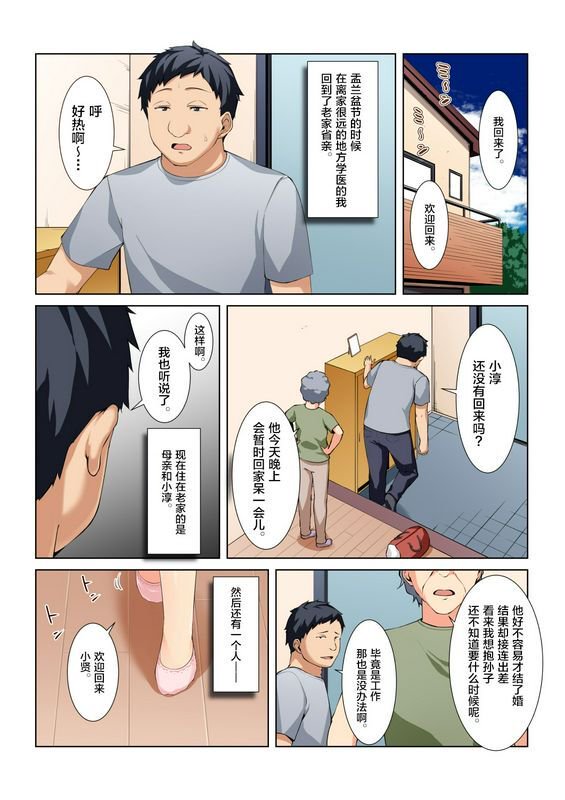 我回来了。
欢迎回来。
盂兰盆节的时候
在离家很远的地方学医的我
回到了老家省亲。
呼
好热啊～…
小淳
还没有回来吗？
他今天晚上
会暂时回家呆一会儿。
这样啊。
我也听说了。
现在住在老家的是
母亲和小淳。
他好不容易才结了婚
结果却接连出差
看来我想抱孙子
还不知道要什么时候呢。
毕竟是工作
那也是没办法啊。
然后还有一个人——
欢迎回来
小贤。